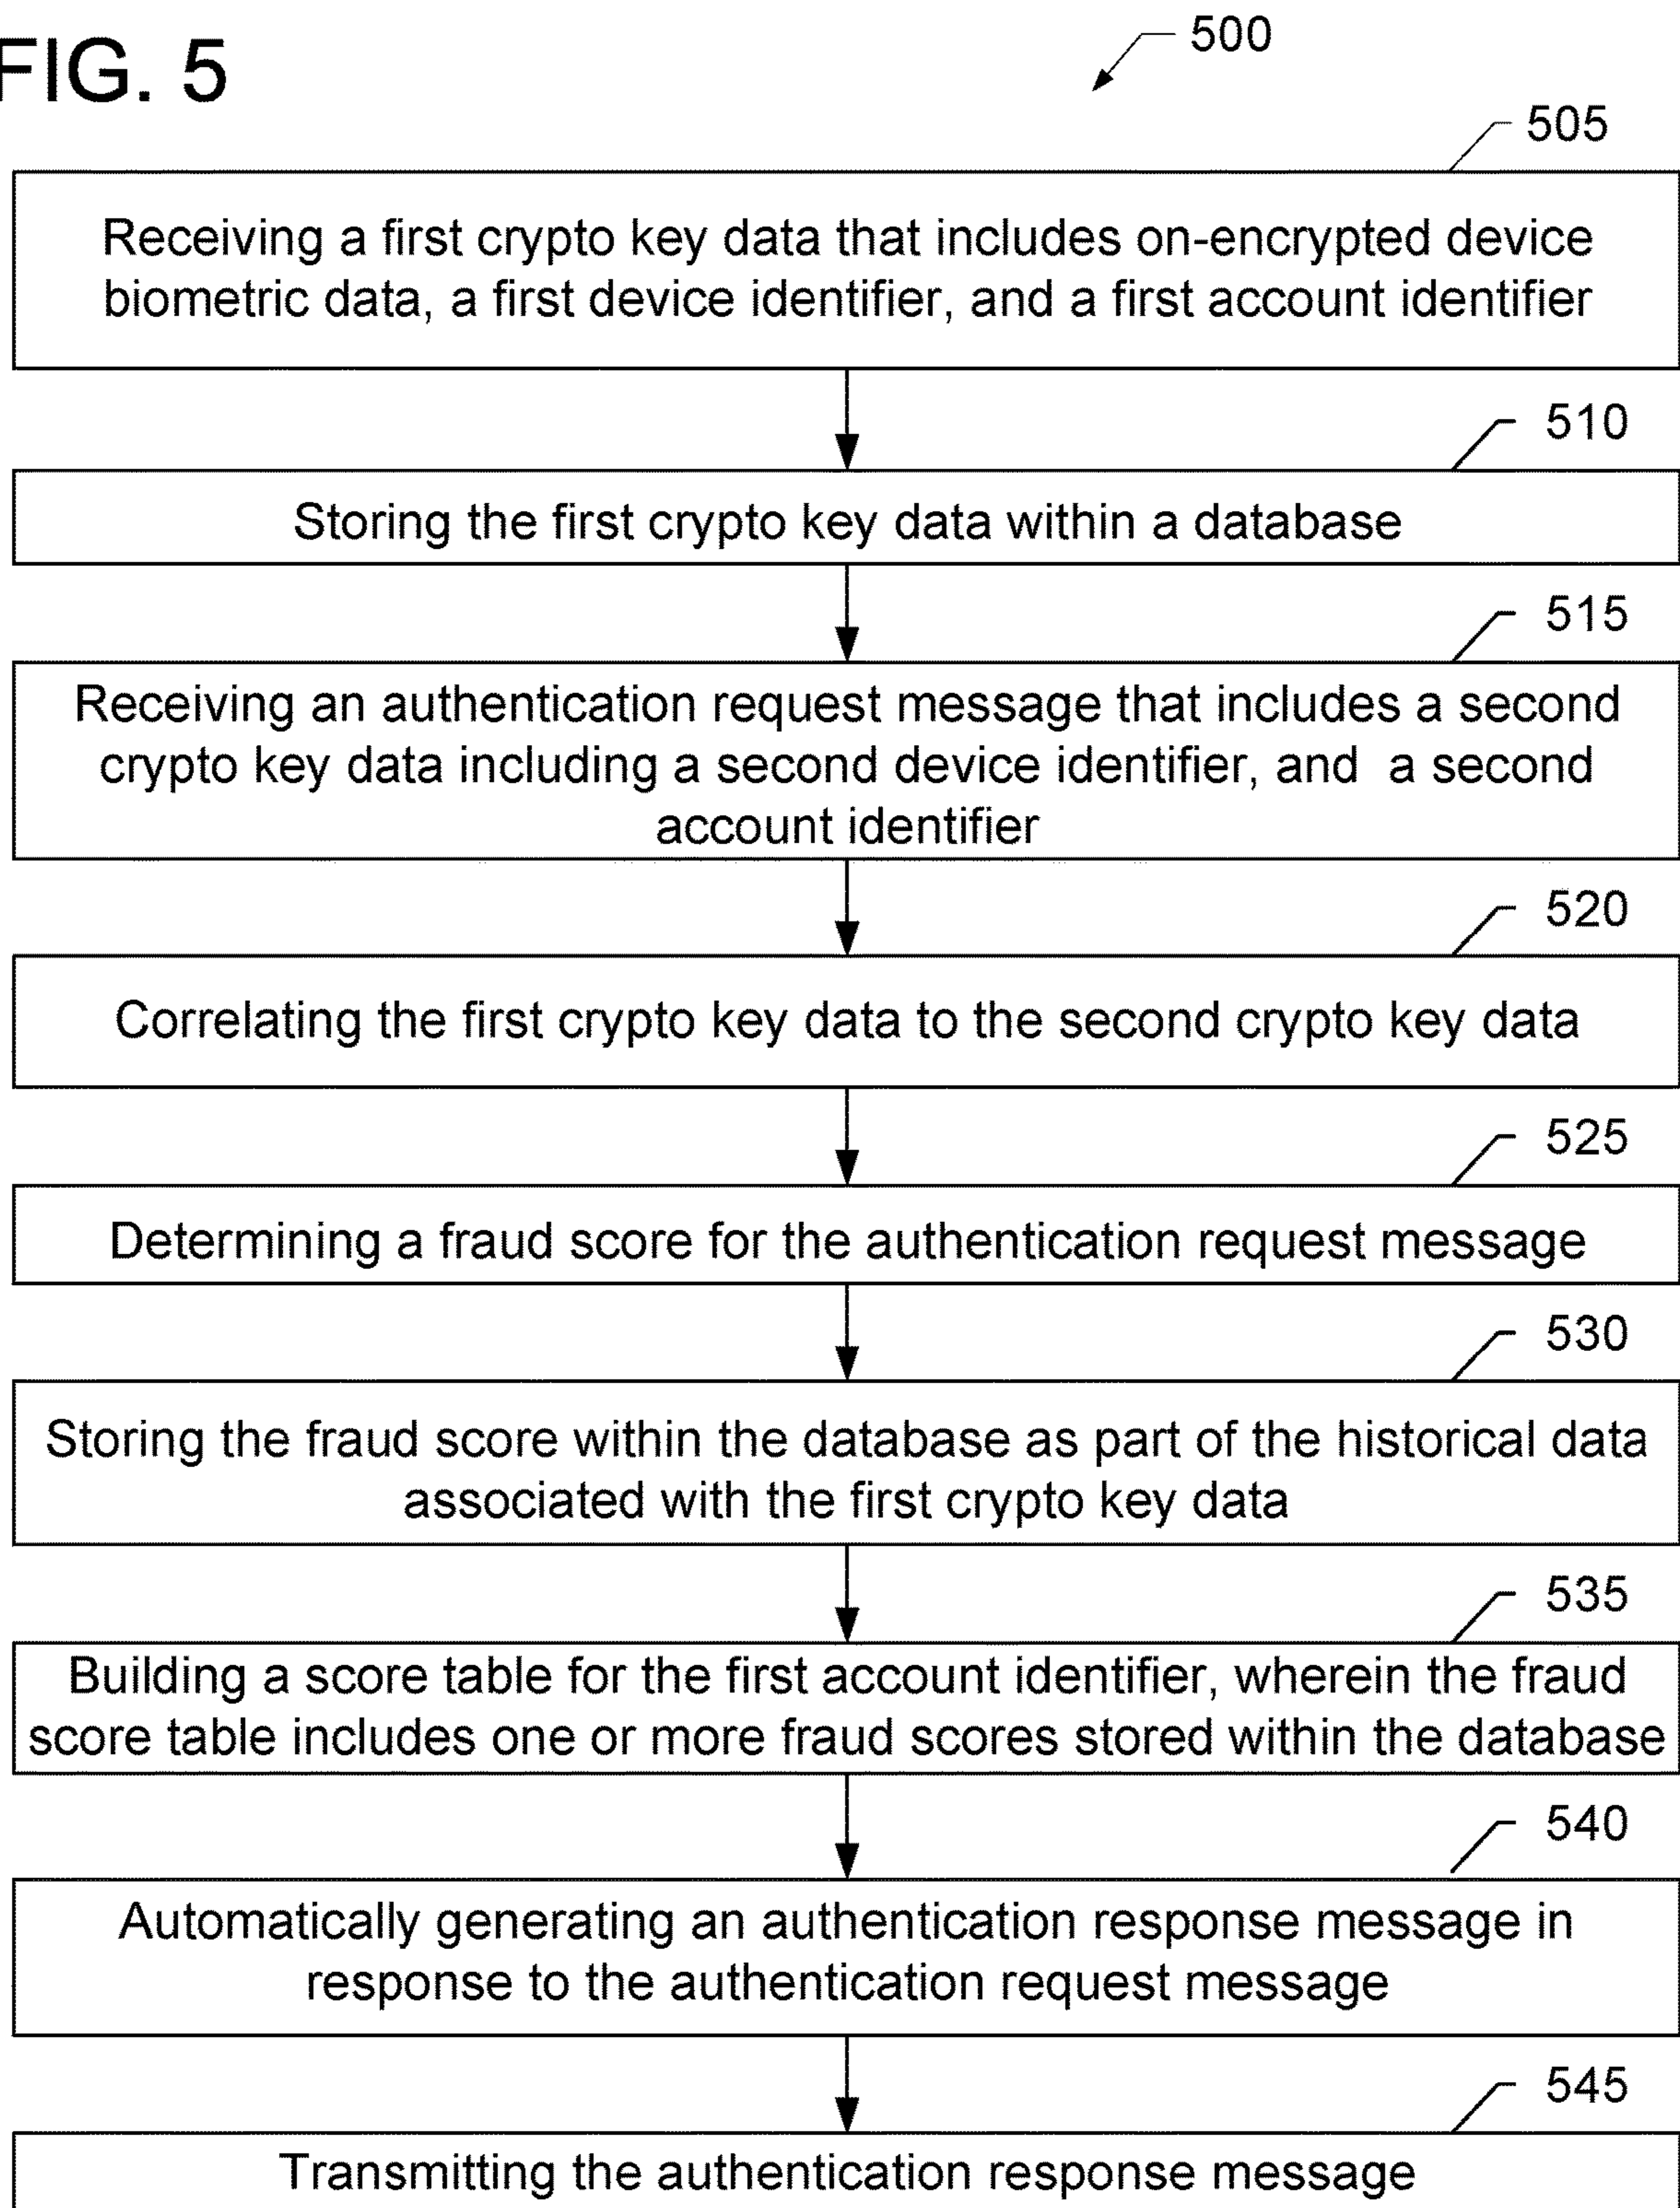 FIG. 5
500
505
Receiving a first crypto key data that includes on-encrypted device
biometric data, a first device identifier, and a first account identifier
510
Storing the first crypto key data within a database
515
Receiving an authentication request message that includes a second
crypto key data including a second device identifier, and a second
account identifier
520
Correlating the first crypto key data to the second crypto key data
525
Determining a fraud score for the authentication request message
530
Storing the fraud score within the database as part of the historical data
associated with the first crypto key data
535
Building a score table for the first account identifier, wherein the fraud
score table includes one or more fraud scores stored within the database
540
Automatically generating an authentication response message in
response to the authentication request message
545
Transmitting the authentication response message